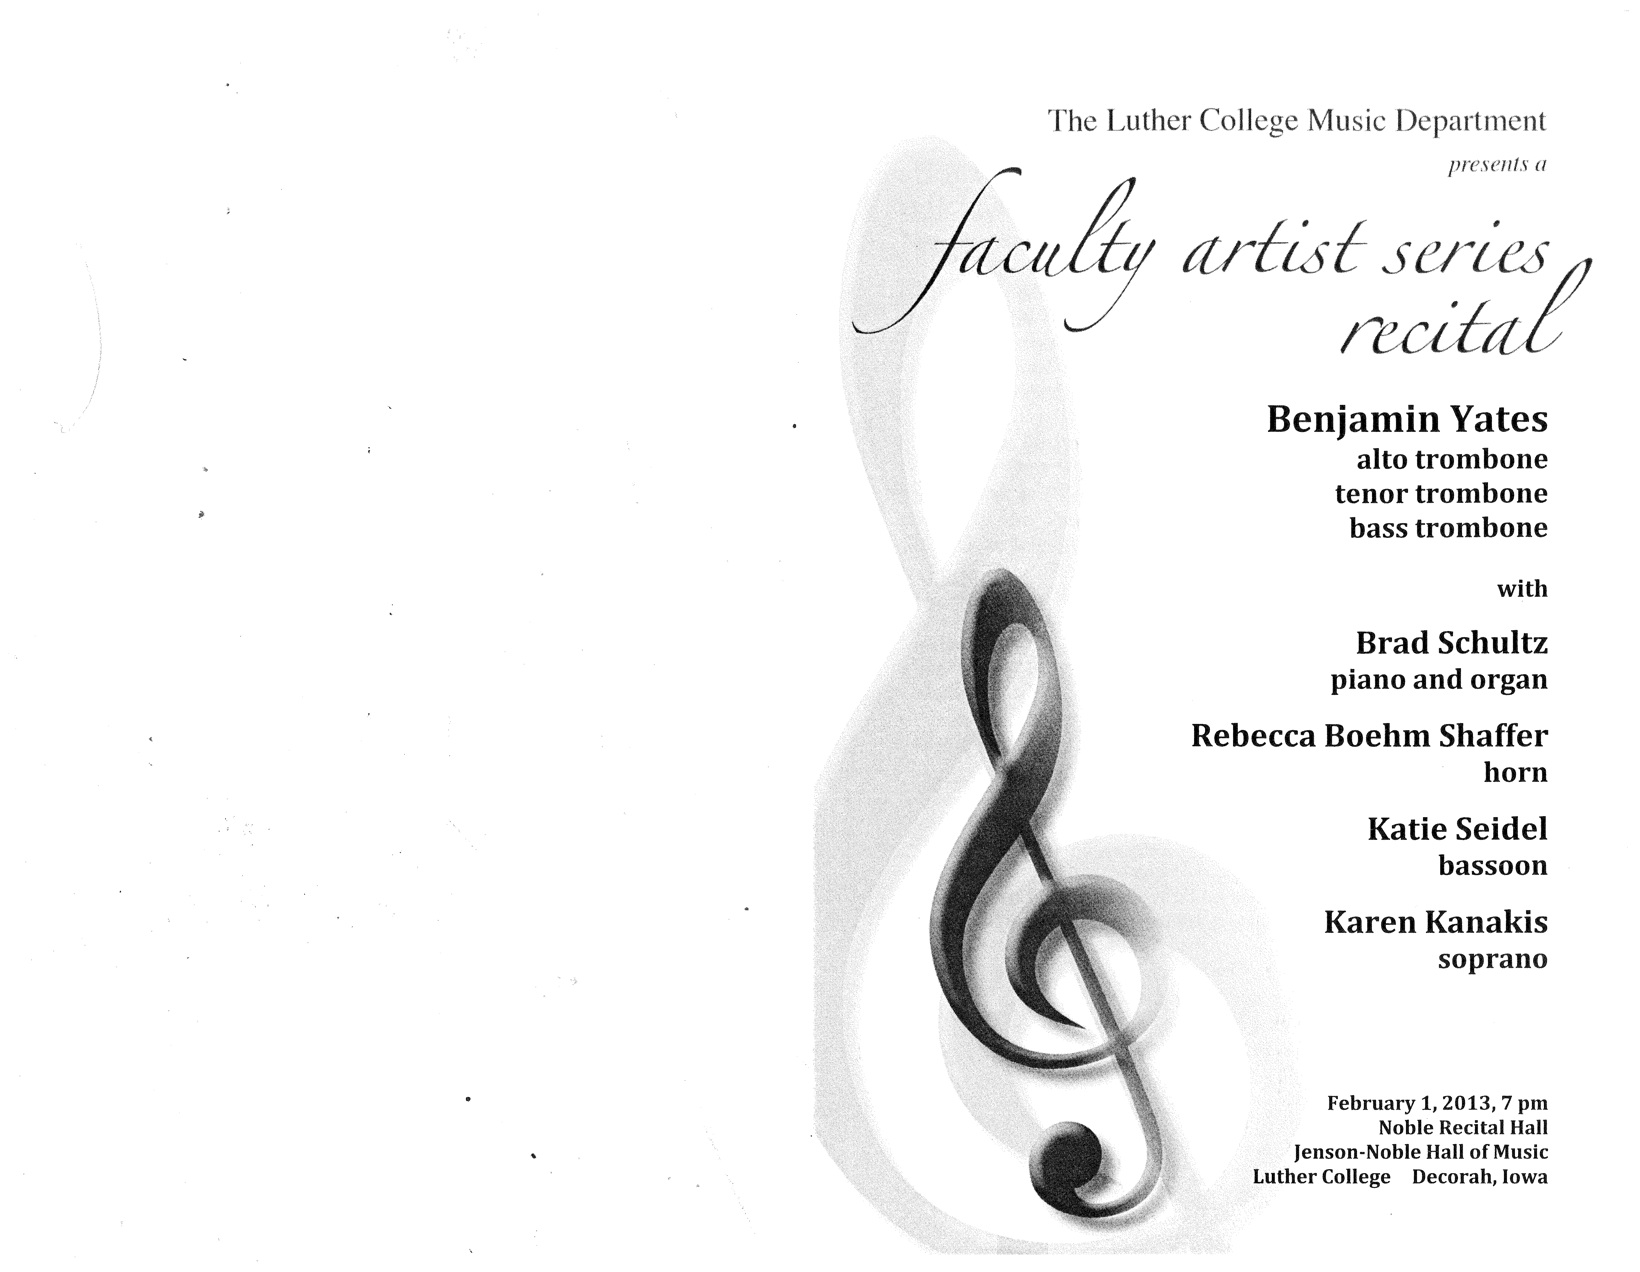 The Luther College Music Department
presents a
faculty artist series
recital
Benjamin Yates
alto trombone
tenor trombone
bass trombone
with
Brad Schultz
piano and organ
Rebecca Boehm Shaffer
horn
Katie Seidel
bassoon
Karen Kanakis
soprano
February 1, 2013, 7 pm
Noble Recital Hall
Jenson-Noble Hall of Music
Luther College    Decorah, Iowa